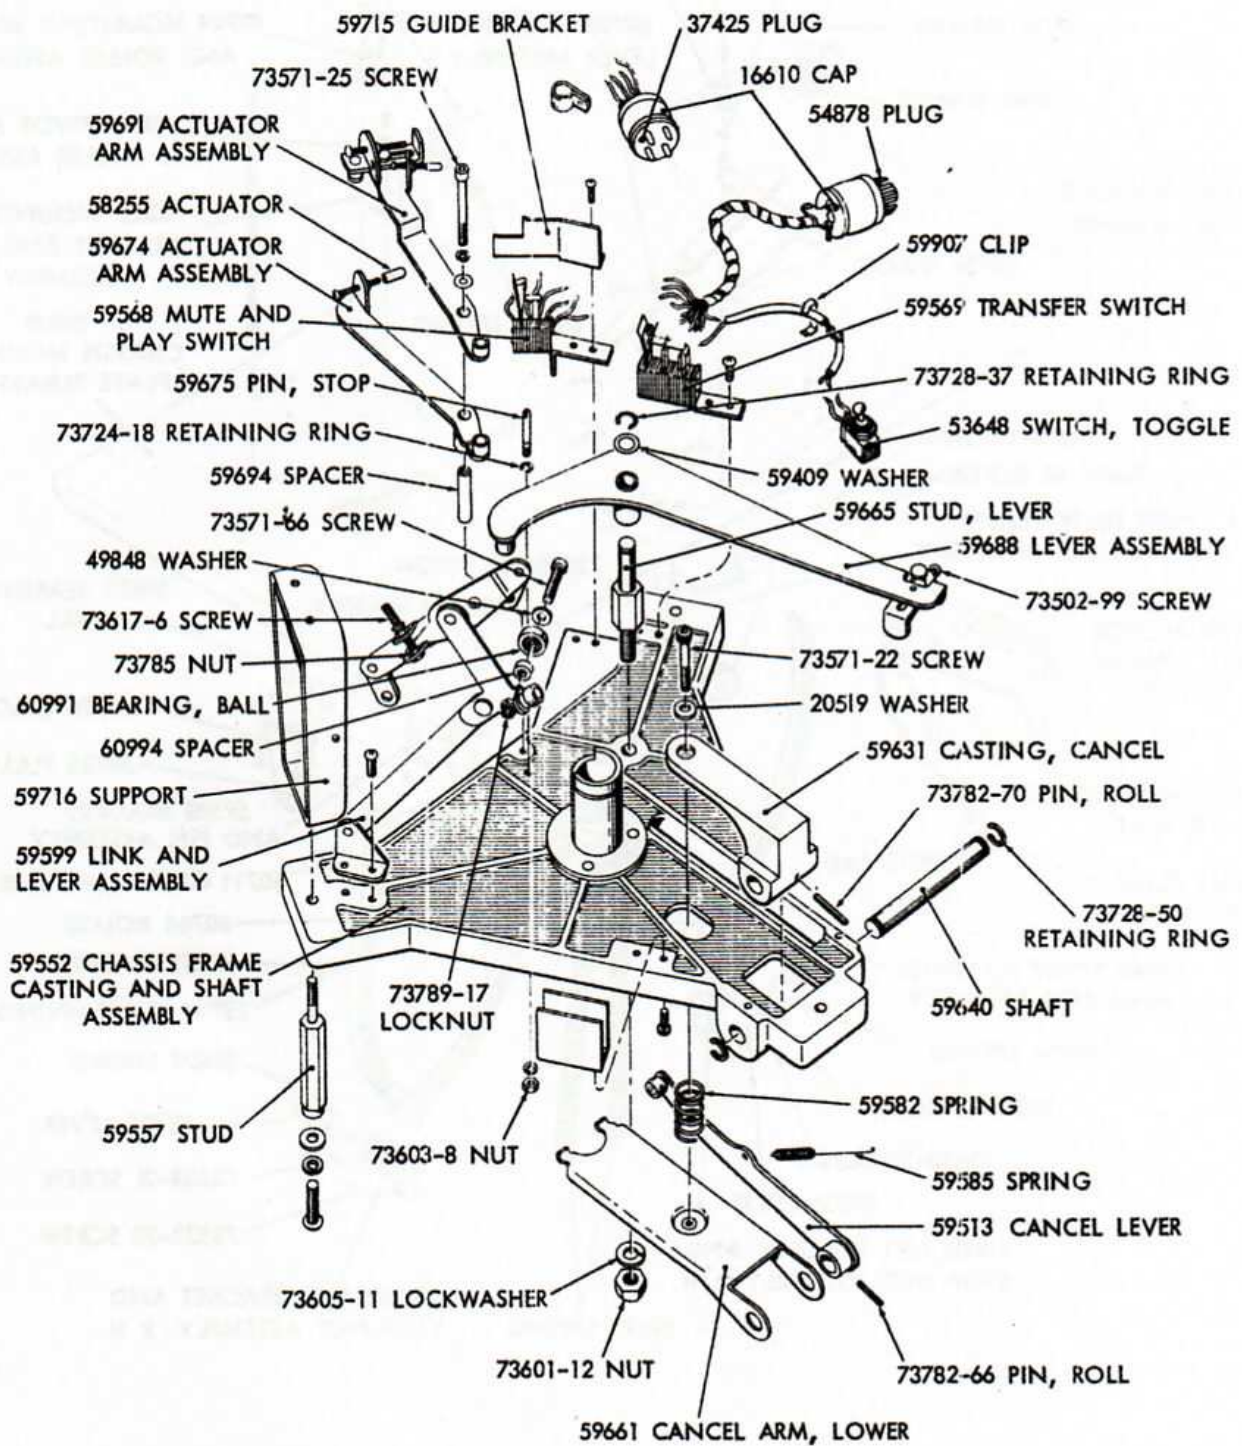 59715 GUIDE BRACKET
37425 PLUG
73571-25 SCREW
16610 CAP
54878 PLUG
59691 ACTUATOR
ARM ASSEMBLY
58255 ACTUATOR
59674 ACTUATOR
ARM ASSEMBLY
59907 CLIP
59568 MUTE AND
PLAY SWITCH
59569 TRANSFER SWITCH
59675 PIN, STOP
73728-37 RETAINING RING
73724-18 RETAINING RING
53648 SWITCH, TOGGLE
59694 SPACER
59409 WASHER
73571-66 SCREW
59665 STUD, LEVER
49848 WASHER
59688 LEVER ASSEMBLY
73617-6 SCREW
73502-99 SCREW
73785 NUT
73571-22 SCREW
60991 BEARING, BALL
20519 WASHER
60994 SPACER
59631 CASTING, CANCEL
59716 SUPPORT
73782-70 PIN, ROLL
59599 LINK AND
LEVER ASSEMBLY
73728-50
RETAINING RING
59552 CHASSIS FRAME
CASTING AND SHAFT
ASSEMBLY
73789-17
LOCKNUT
59640 SHAFT
59557 STUD
73603-8 NUT
59582 SPRING
59585 SPRING
59513 CANCEL LEVER
73605-11 LOCKWASHER
73601-12 NUT
73782-66 PIN, ROLL
59661 CANCEL ARM, LOWER